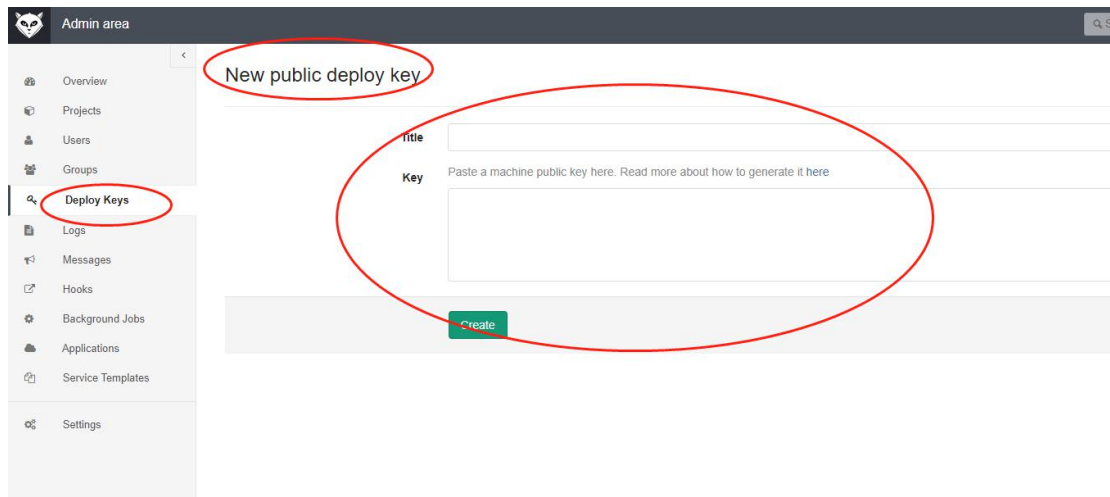 Admin area
Overview
Projects
Users
Groups
Deploy Keys
Logs
Messages
Hooks
Background Jobs
Applications
Service Templates
Settings
New public deploy key
Title
Key
Paste a machine public key here. Read more about how to generate it here
Create